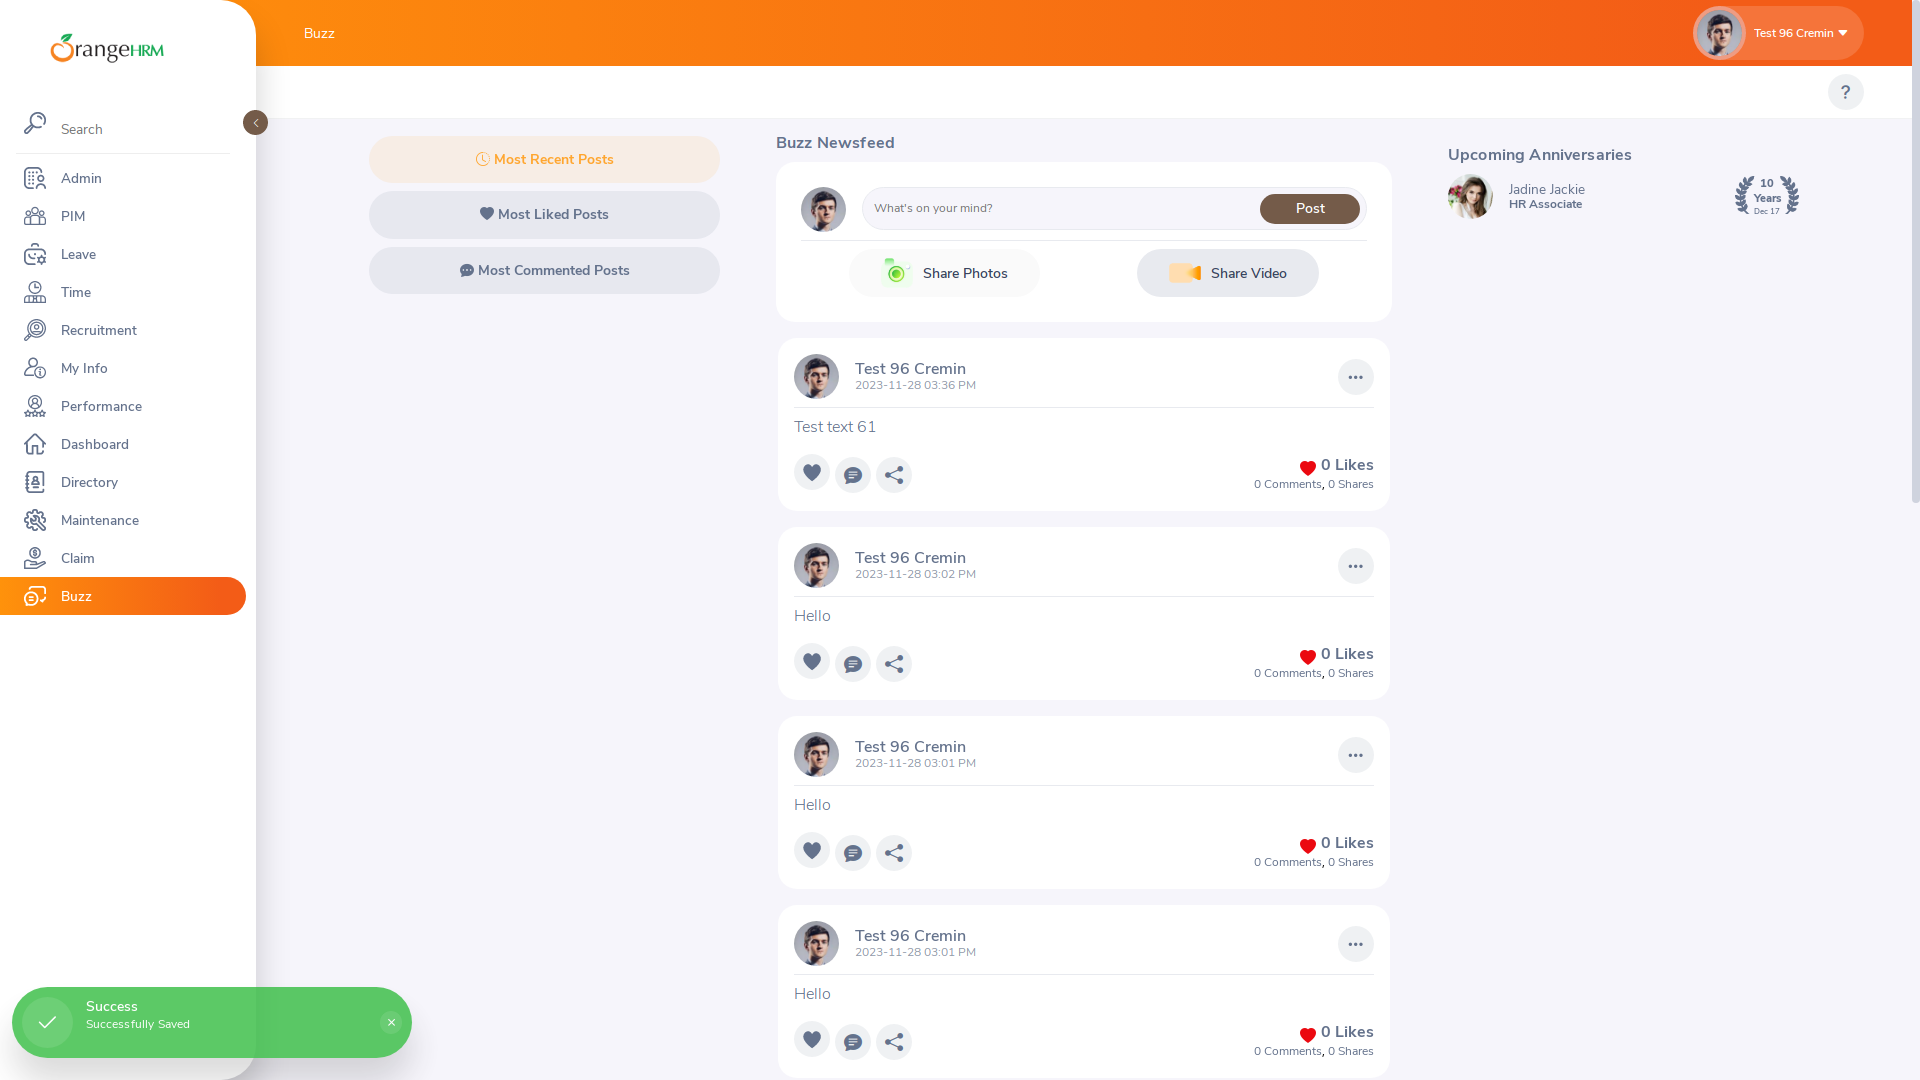 OrangeHRM
Search
Admin
PIM
Leave
Time
Recruitment
My Info
Performance
Dashboard
Directory
Maintenance
Claim
Buzz
Buzz
Test 96 Cremin
?
Most Recent Posts
Most Liked Posts
Most Commented Posts
Buzz Newsfeed
What's on your mind?
Post
Share Photos
Share Video
Test 96 Cremin
2023-11-28 03:36 PM
Test text 61
0 Likes
0 Comments, 0 Shares
Test 96 Cremin
2023-11-28 03:02 PM
Hello
0 Likes
0 Comments, 0 Shares
Test 96 Cremin
2023-11-28 03:01 PM
Hello
0 Likes
0 Comments, 0 Shares
Test 96 Cremin
2023-11-28 03:01 PM
Hello
0 Likes
0 Comments, 0 Shares
Upcoming Anniversaries
Jadine Jackie
HR Associate
10
Years
Dec 17
Success
Successfully Saved